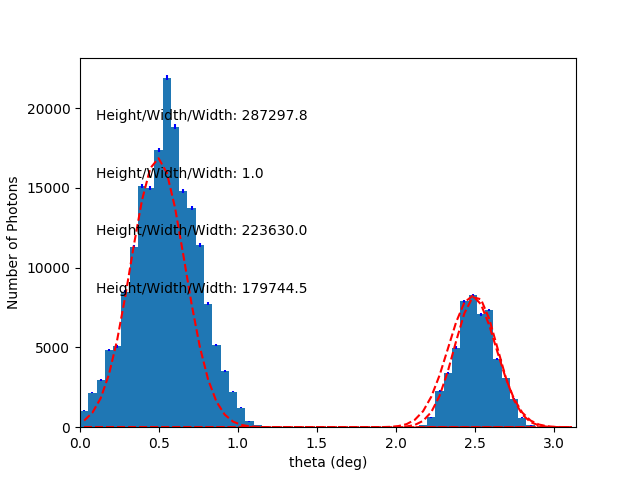 20000
15000
10000
5000
0
Number of Photons
Height/Width/Width: 287297.8
Height/Width/Width: 1.0
Height/Width/Width: 223630.0
Height/Width/Width: 179744.5
0.0 0.5 1.0 1.5 2.0 2.5 3.0
theta (deg)